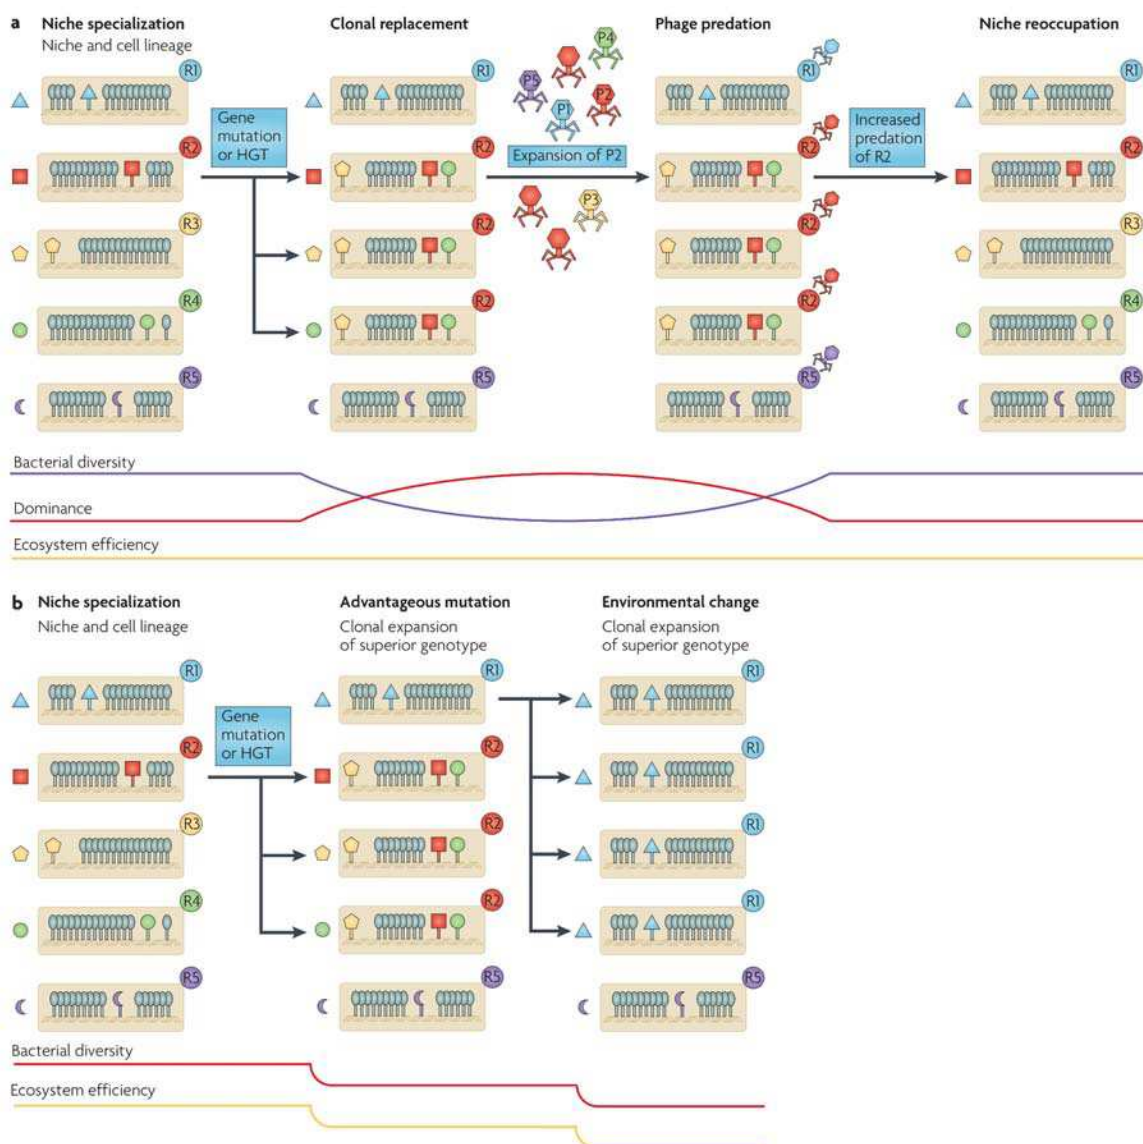 a
Niche specialization
Niche and cell lineage
Clonal replacement
Phage predation
Niche reoccupation
P4
P5
P2
P1
R1
R1
R1
R1
Gene
mutation
or HGT
Expansion of P2
P3
Increased
predation
of R2
R2
R2
R2
R2
R3
R2
R2
R3
R4
R2
R2
R4
R5
R5
R5
R5
Bacterial diversity
Dominance
Ecosystem efficiency
b
Niche specialization
Niche and cell lineage
Advantageous mutation
Clonal expansion
of superior genotype
Environmental change
Clonal expansion
of superior genotype
R1
R1
R1
Gene
mutation
or HGT
R2
R2
R1
R3
R2
R1
R4
R2
R1
R5
R5
R5
Bacterial diversity
Ecosystem efficiency